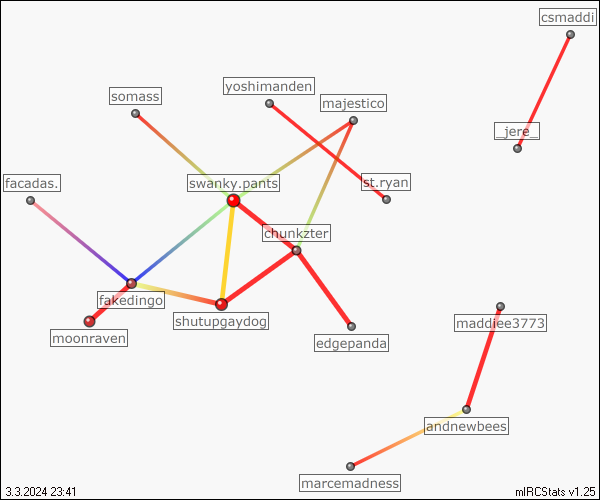 csmaddi
yoshimanden
somass
majestico
_jere_
facadas.
swanky.pants
st.ryan
chunkzter
fakedingo
shutupgaydog
maddiee3773
moonraven
edgepanda
andnewbees
marcemadness
3.3.2024 23:41
mIRCStats v1.25